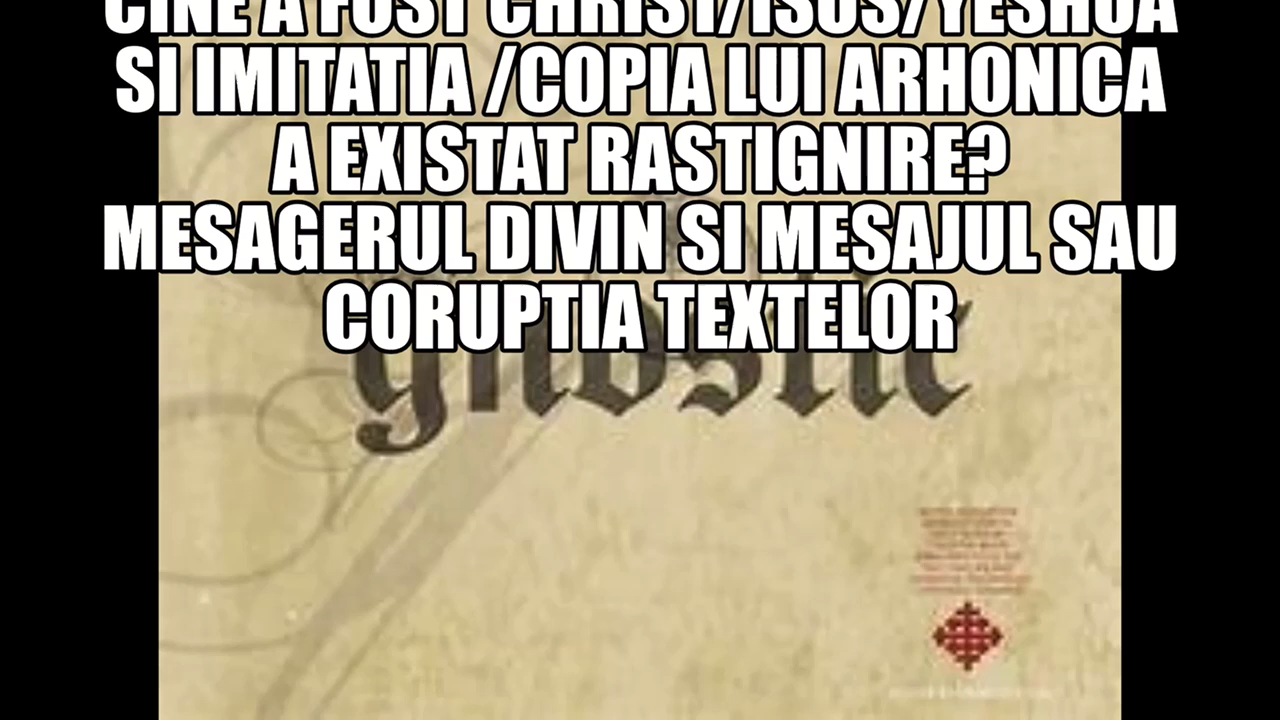 CINE A FOST CHRIST/ISUS/YESHUA
SI IMITATIA /COPIA LUI ARHONICA
A EXISTAT RASTIGNIRE?
MESAGERUL DIVIN SI MESAJUL SAU
CORUPTIA TEXTELOR
gnostic